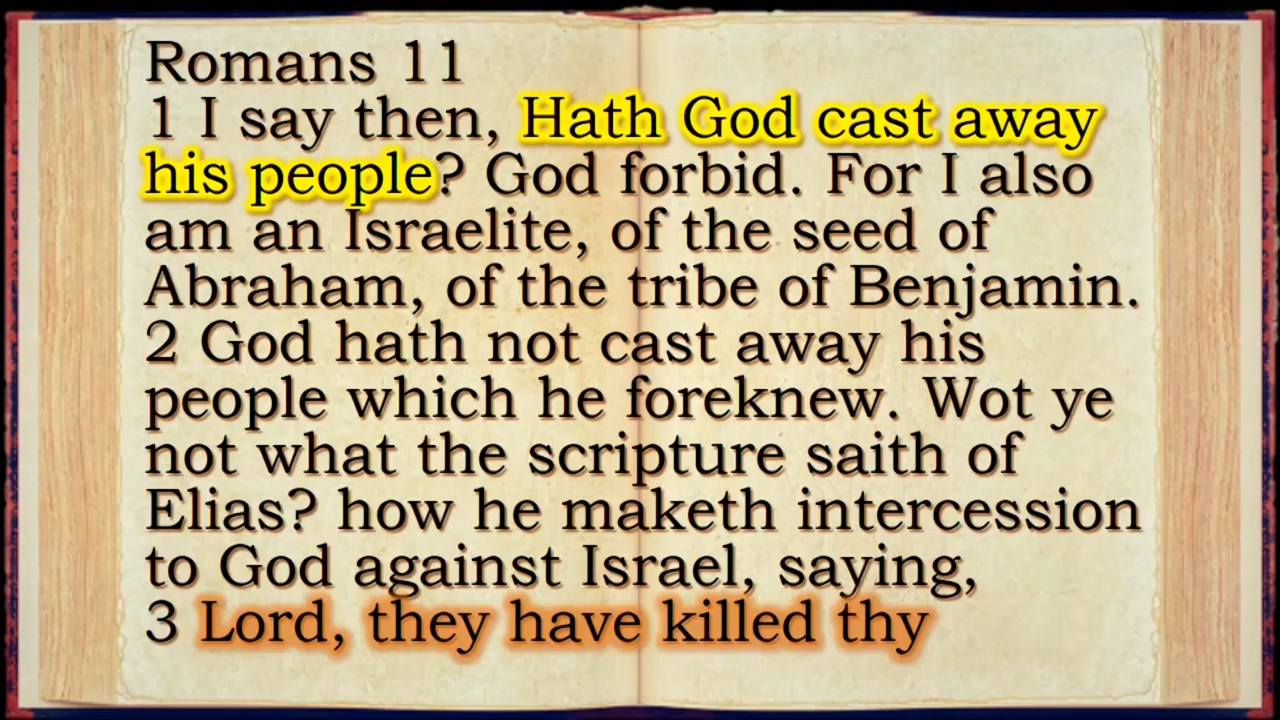 Romans 11
1 I say then, Hath God cast away
his people? God forbid. For I also
am an Israelite, of the seed of
Abraham, of the tribe of Benjamin.
2 God hath not cast away his
people which he foreknew. Wot ye
not what the scripture saith of
Elias? how he maketh intercession
to God against Israel, saying,
3 Lord, they have killed thy